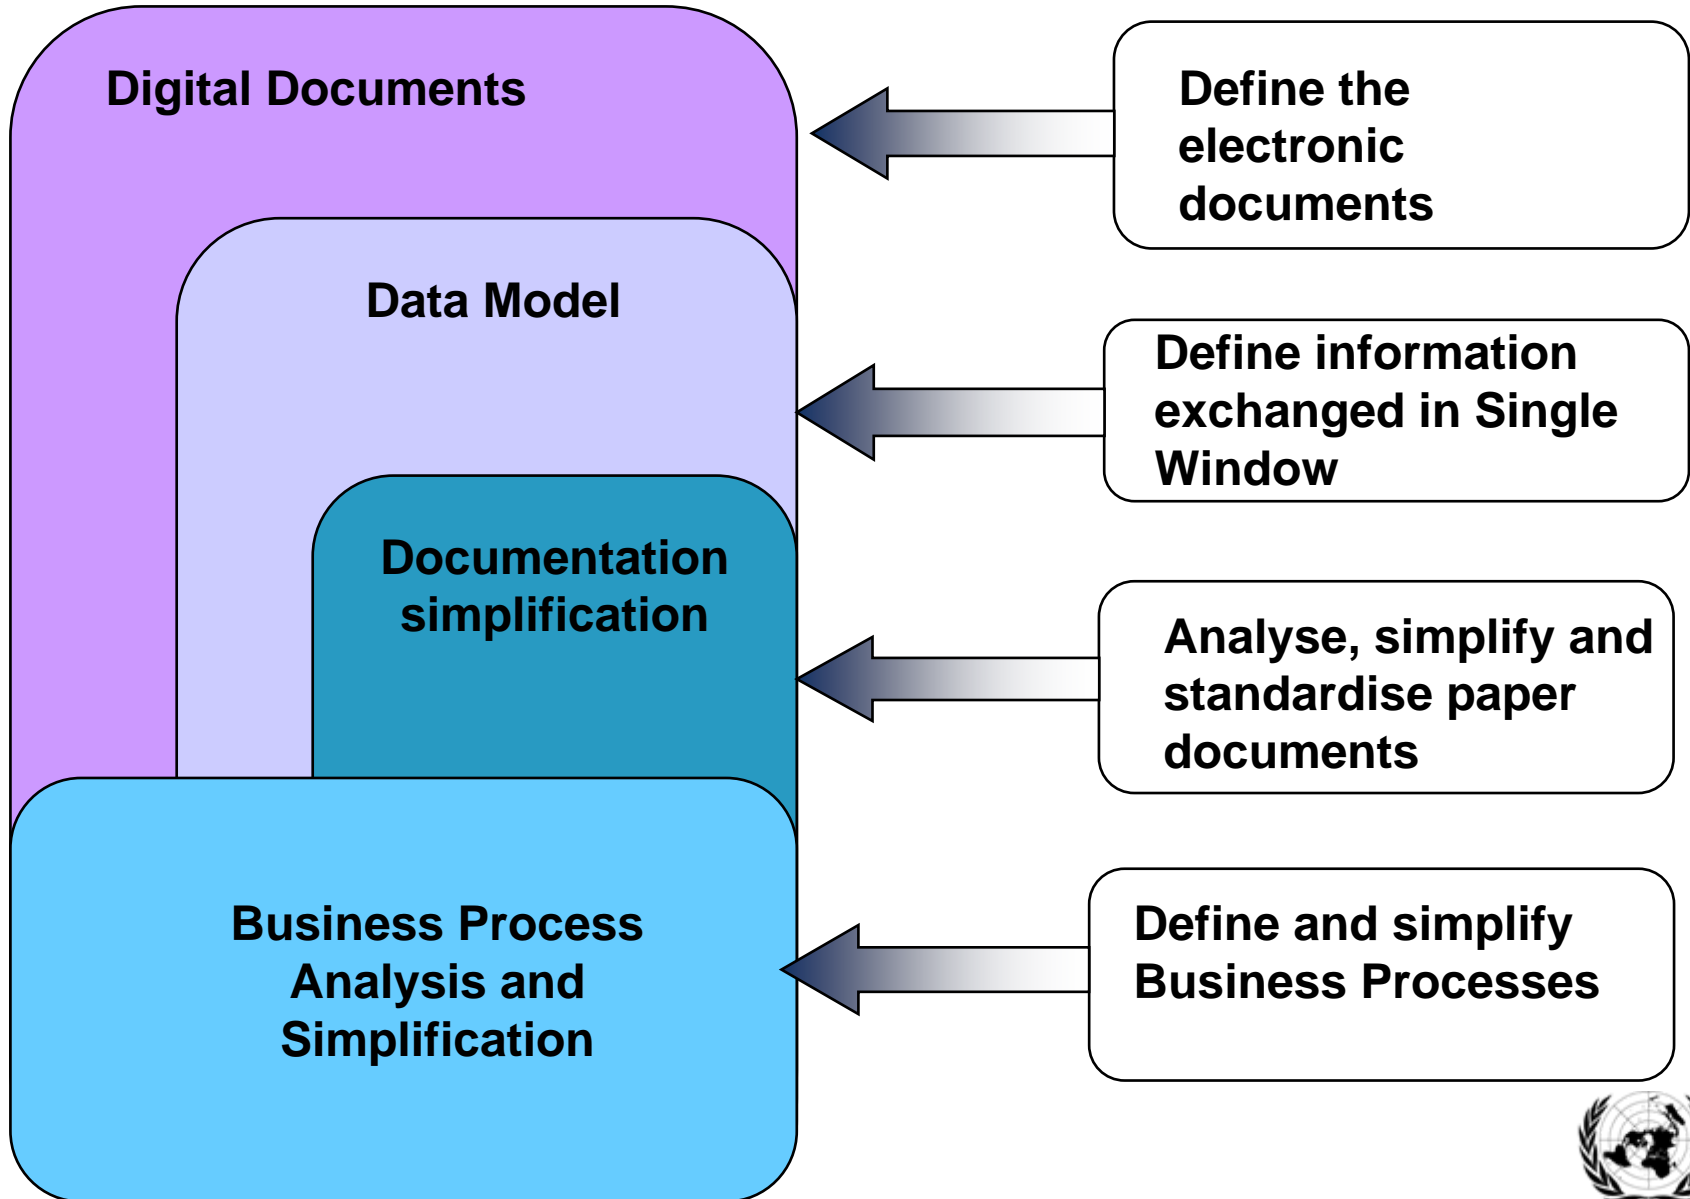 Digital Documents
Define the
electronic
documents
Data Model
Define information
exchanged in Single
Window
Documentation
simplification
Analyse, simplify and
standardise paper
documents
Business Process
Analysis and
Simplification
Define and simplify
Business Processes